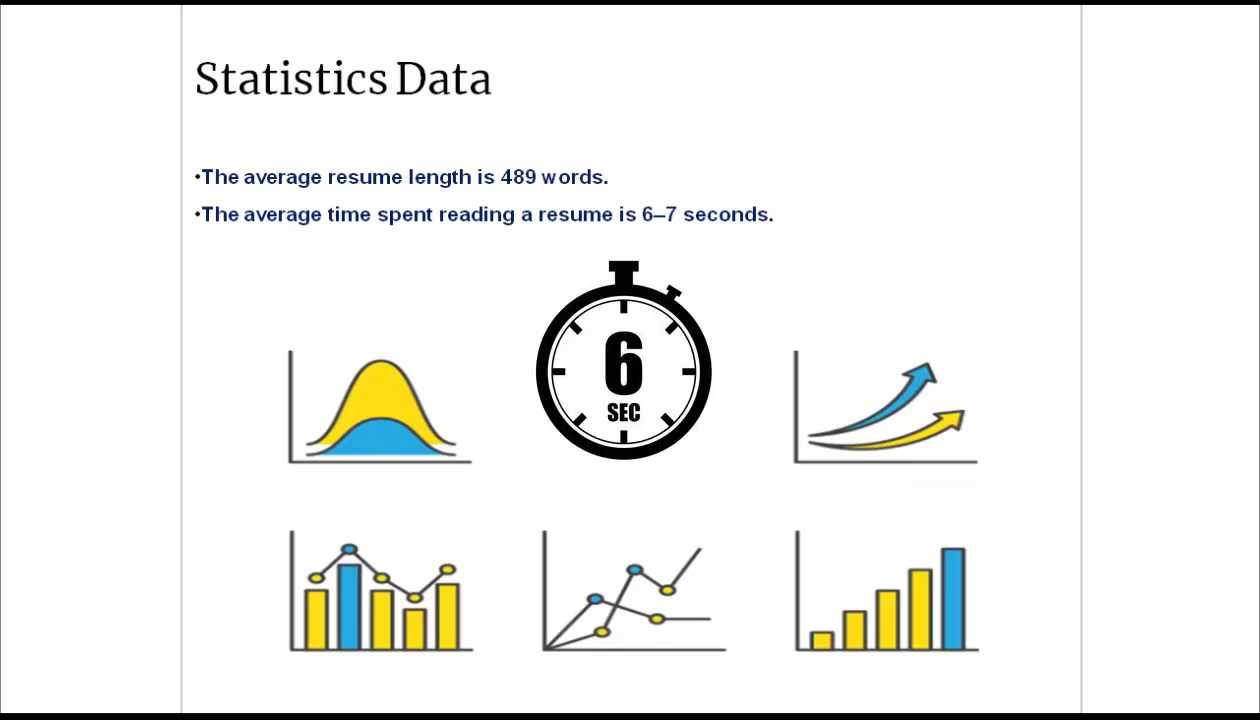 Statistics Data
•The average resume length is 489 words.
•The average time spent reading a resume is 6–7 seconds.
6
SEC